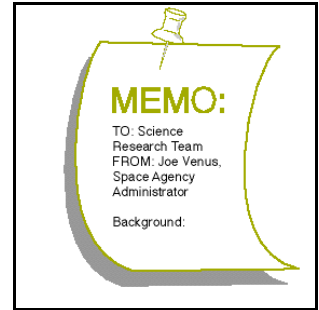 MEMO:
TO: Science
Research Team
FROM: Joe Venus,
Space Agency
Administrator
Background: